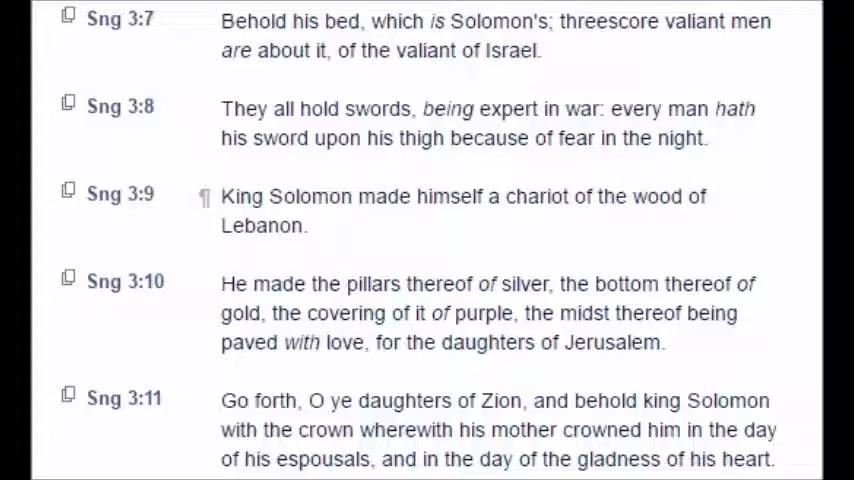 Sng 3:7 Behold his bed, which is Solomon's; threescore valiant men
are about it, of the valiant of Israel.
Sng 3:8 They all hold swords, being expert in war: every man hath
his sword upon his thigh because of fear in the night.
Sng 3:9 ¶ King Solomon made himself a chariot of the wood of
Lebanon.
Sng 3:10 He made the pillars thereof of silver, the bottom thereof of
gold, the covering of it of purple, the midst thereof being
paved with love, for the daughters of Jerusalem.
Sng 3:11 Go forth, O ye daughters of Zion, and behold king Solomon
with the crown wherewith his mother crowned him in the day
of his espousals, and in the day of the gladness of his heart.